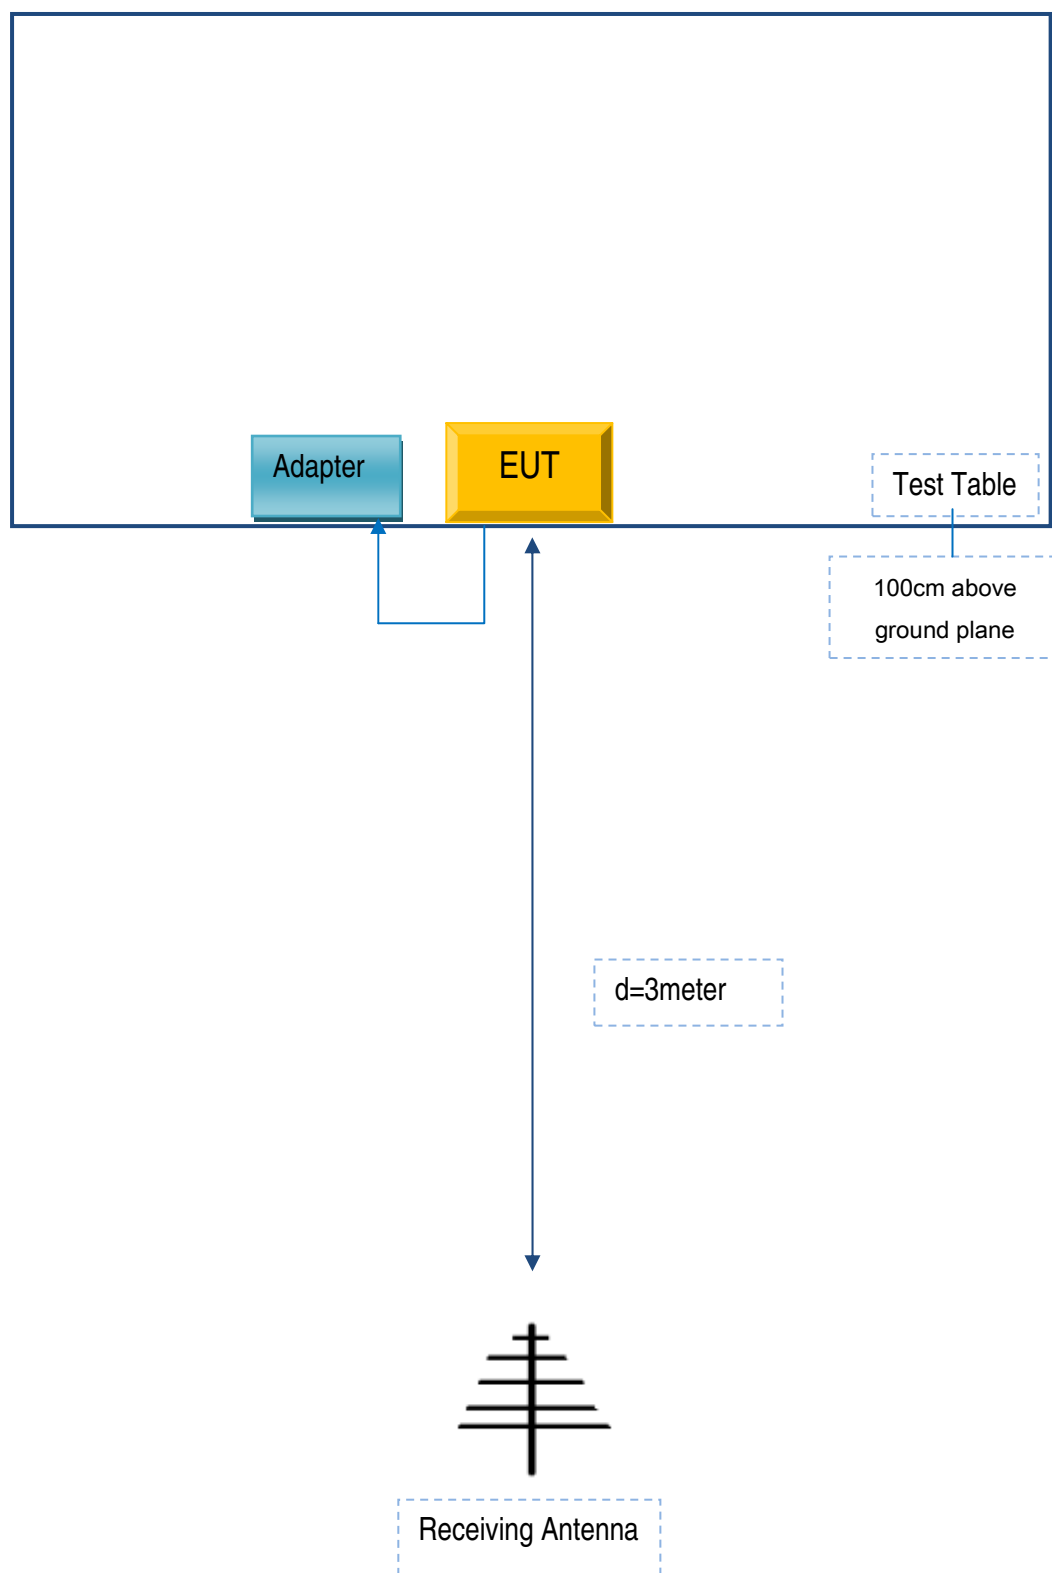 Adapter
EUT
Test Table
100cm above
ground plane
d=3meter
Receiving Antenna